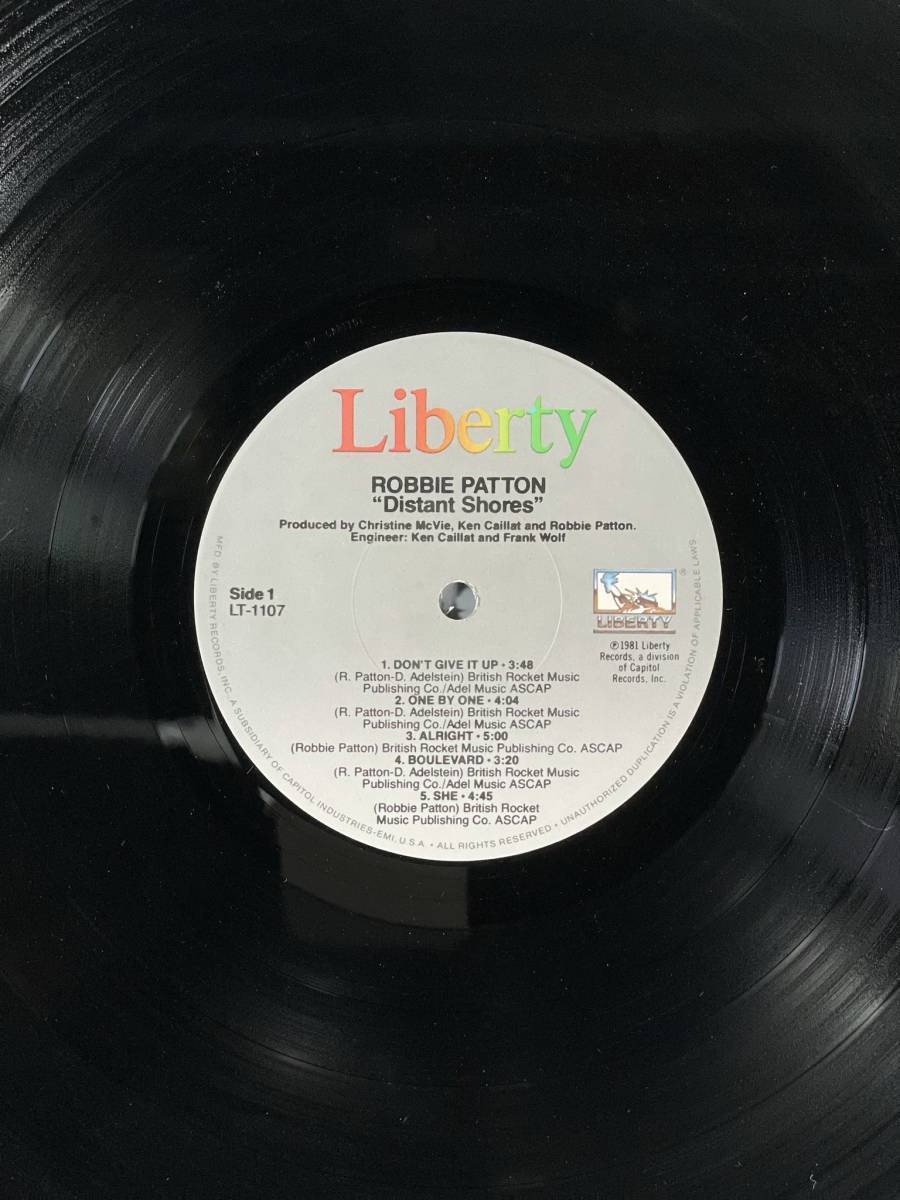 Liberty
ROBBIE PATTON
“Distant Shores”
Produced by Christine McVie, Ken Caillat and Robbie Patton.
Engineer: Ken Caillat and Frank Wolf
Side 1
LT-1107
®
LIBERTY
℗1981 Liberty
Records, a division
of Capitol
Records, Inc.
1. DON'T GIVE IT UP • 3:48
(R. Patton-D. Adelstein) British Rocket Music
Publishing Co./Adel Music ASCAP
2. ONE BY ONE • 4:04
(R. Patton-D. Adelstein) British Rocket Music
Publishing Co./Adel Music ASCAP
3. ALRIGHT • 5:00
(Robbie Patton) British Rocket Music Publishing Co. ASCAP
4. BOULEVARD • 3:20
(R. Patton-D. Adelstein) British Rocket Music
Publishing Co./Adel Music ASCAP
5. SHE • 4:45
(Robbie Patton) British Rocket
Music Publishing Co. ASCAP
MFD. BY LIBERTY RECORDS, INC., A SUBSIDIARY OF CAPITOL INDUSTRIES-EMI, U.S.A. • ALL RIGHTS RESERVED • UNAUTHORIZED DUPLICATION IS A VIOLATION OF APPLICABLE LAWS